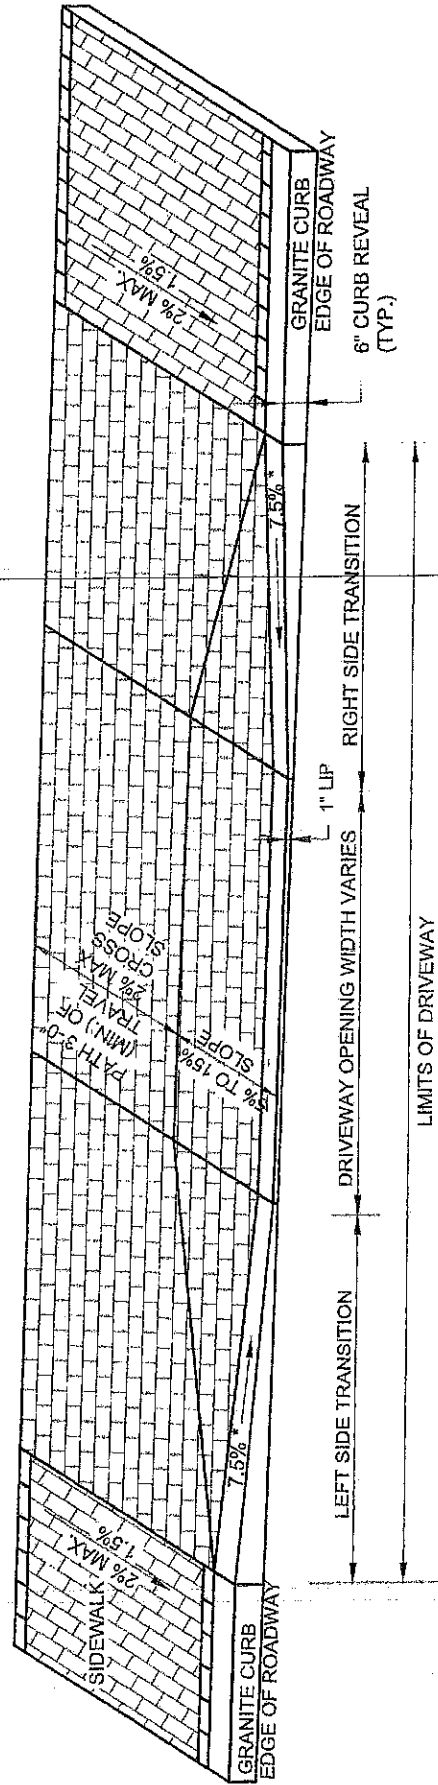 SIDEWALK
2% MAX.
1.5%
GRANITE CURB
EDGE OF ROADWAY
7.5% *
LEFT SIDE TRANSITION
PATH 3'-0"
(MIN.) OF
TRAVEL
2% MAX
CROSS
SLOPE
5% TO 15%
SLOPE
DRIVEWAY OPENING WIDTH VARIES
1" LIP
RIGHT SIDE TRANSITION
7.5% *
LIMITS OF DRIVEWAY
2% MAX.
1.5%
GRANITE CURB
EDGE OF ROADWAY
6" CURB REVEAL
(TYP.)